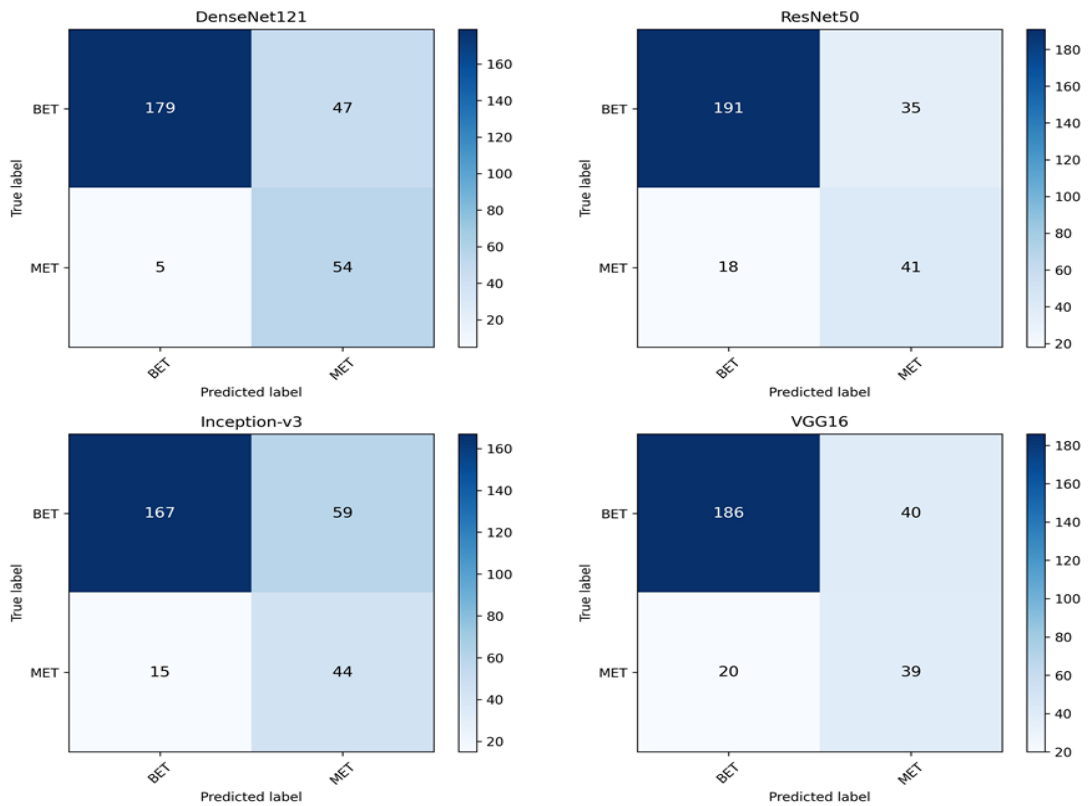 DenseNet121
BET
179
47
MET
5
54
True label
BET
MET
Predicted label
160
140
120
100
80
60
40
20
ResNet50
BET
191
35
MET
18
41
True label
BET
MET
Predicted label
180
160
140
120
100
80
60
40
20
Inception-v3
BET
167
59
MET
15
44
True label
BET
MET
Predicted label
160
140
120
100
80
60
40
20
VGG16
BET
186
40
MET
20
39
True label
BET
MET
Predicted label
180
160
140
120
100
80
60
40
20